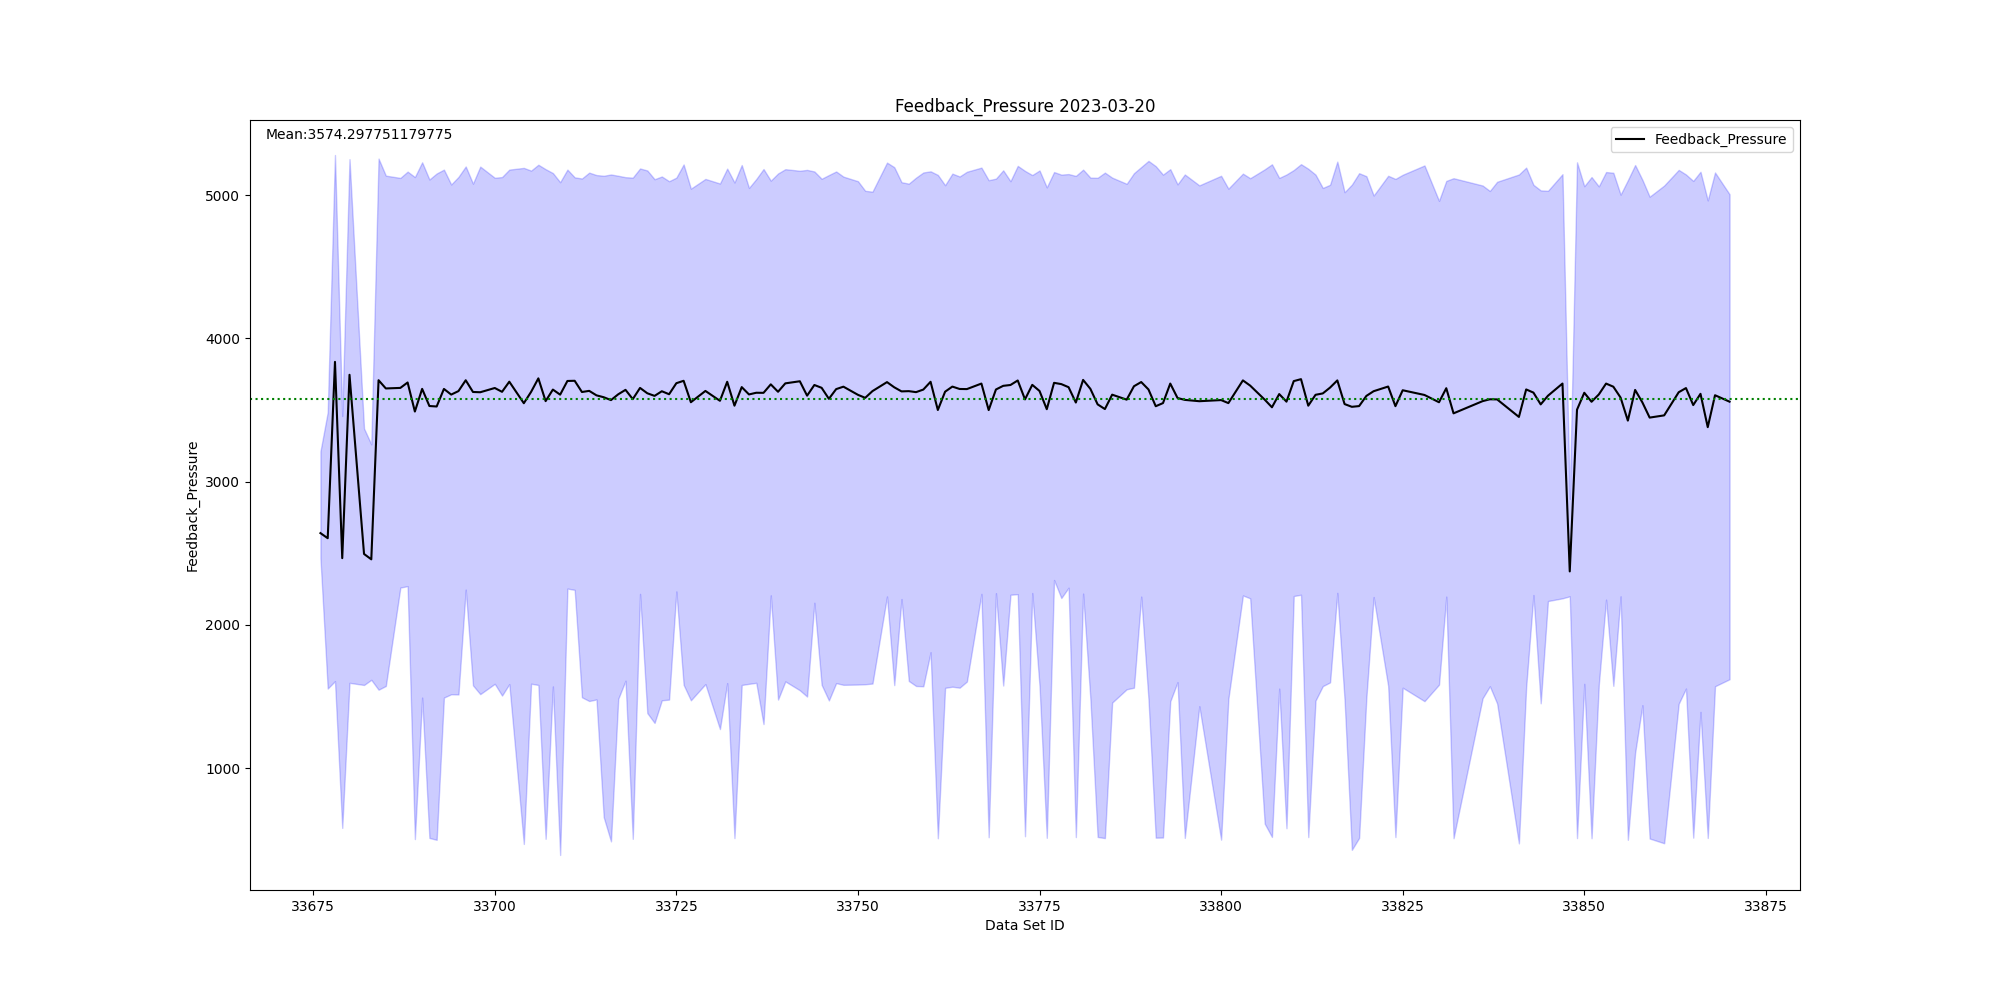 Feedback_Pressure 2023-03-20
Mean:3574.297751179775
Feedback_Pressure
Feedback_Pressure
5000
4000
3000
2000
1000
33675 33700 33725 33750 33775 33800 33825 33850 33875
Data Set ID